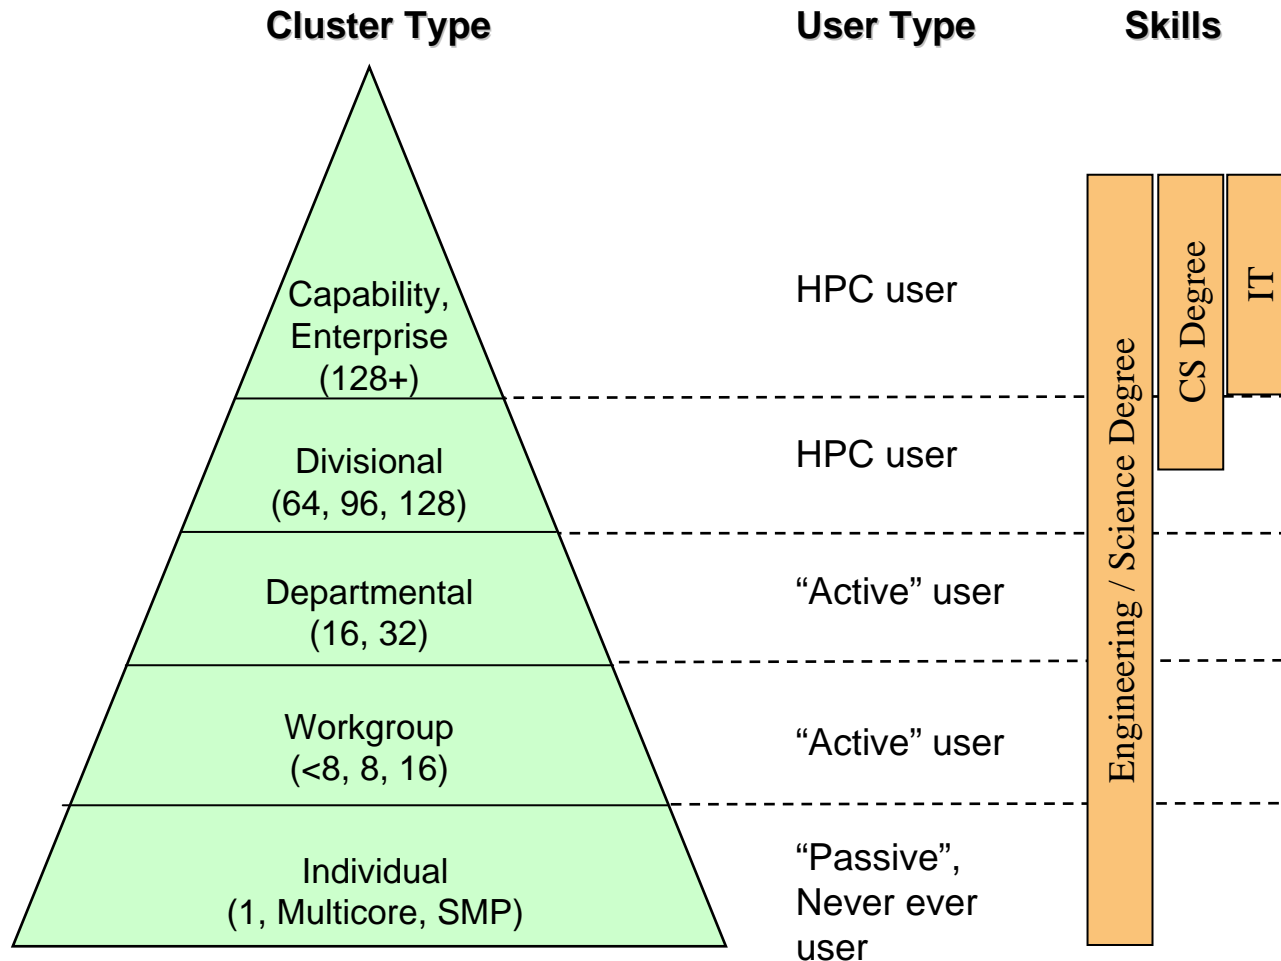 Cluster Type
User Type
Skills
Capability,
Enterprise
(128+)
HPC user
Divisional
(64, 96, 128)
HPC user
Departmental
(16, 32)
“Active” user
Workgroup
(<8, 8, 16)
“Active” user
Individual
(1, Multicore, SMP)
“Passive”,
Never ever
user
Engineering / Science Degree
CS Degree
IT